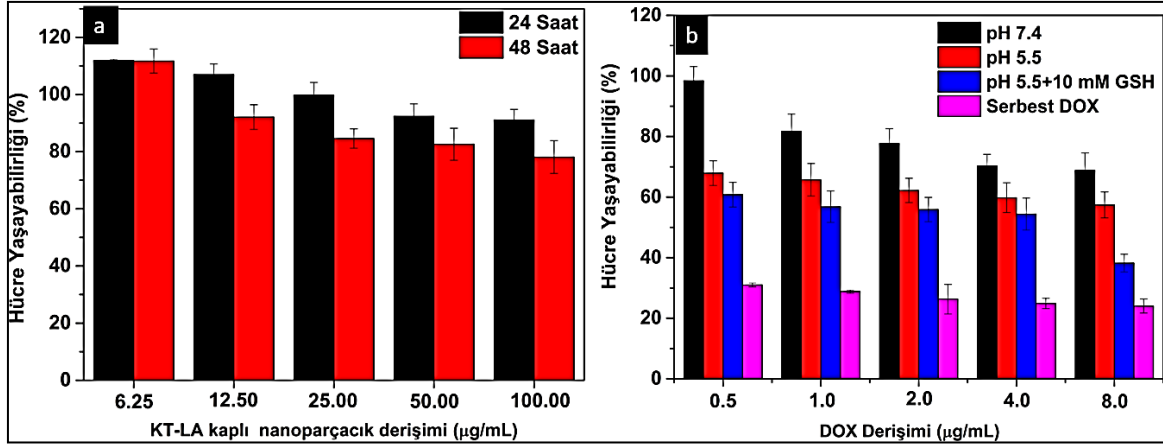 a
24 Saat
48 Saat
Hücre Yaşayabilirliği (%)
120
100
80
60
40
20
0
6.25 12.50 25.00 50.00 100.00
KT-LA kaplı nanoparçacık derişimi (µg/mL)
b
pH 7.4
pH 5.5
pH 5.5+10 mM GSH
Serbest DOX
Hücre Yaşayabilirliği (%)
120
100
80
60
40
20
0
0.5 1.0 2.0 4.0 8.0
DOX Derişimi (µg/mL)